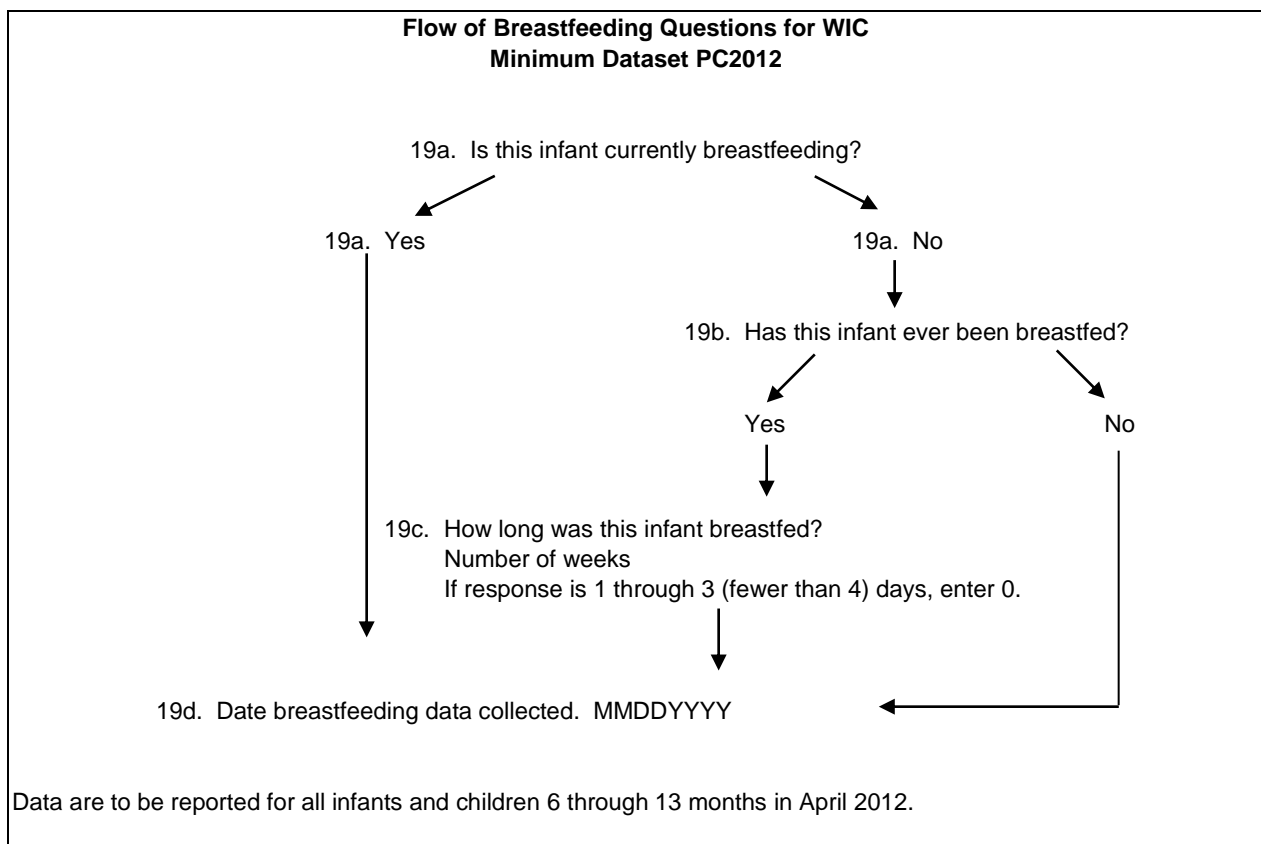 Flow of Breastfeeding Questions for WIC
Minimum Dataset PC2012
19a. Is this infant currently breastfeeding?
19a. Yes
19a. No
19b. Has this infant ever been breastfed?
Yes
No
19c. How long was this infant breastfed?
Number of weeks
If response is 1 through 3 (fewer than 4) days, enter 0.
19d. Date breastfeeding data collected. MMDDYYYY
Data are to be reported for all infants and children 6 through 13 months in April 2012.